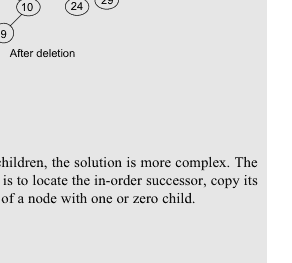 10
24
29
9
After deletion
children, the solution is more complex. The
is to locate the in-order successor, copy its
of a node with one or zero child.